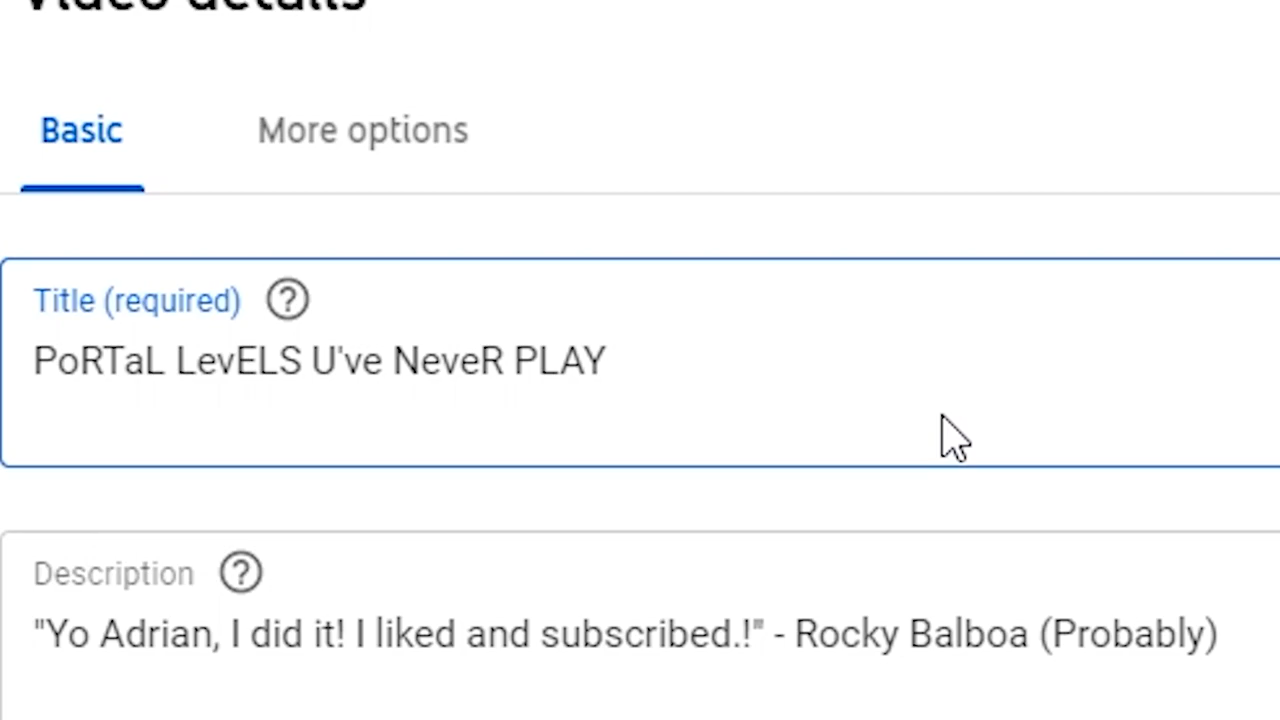 Video details
Basic More options
Title (required) ?
PoRTaL LevELS U've NeveR PLAY
Description ?
"Yo Adrian, I did it! I liked and subscribed.!" - Rocky Balboa (Probably)